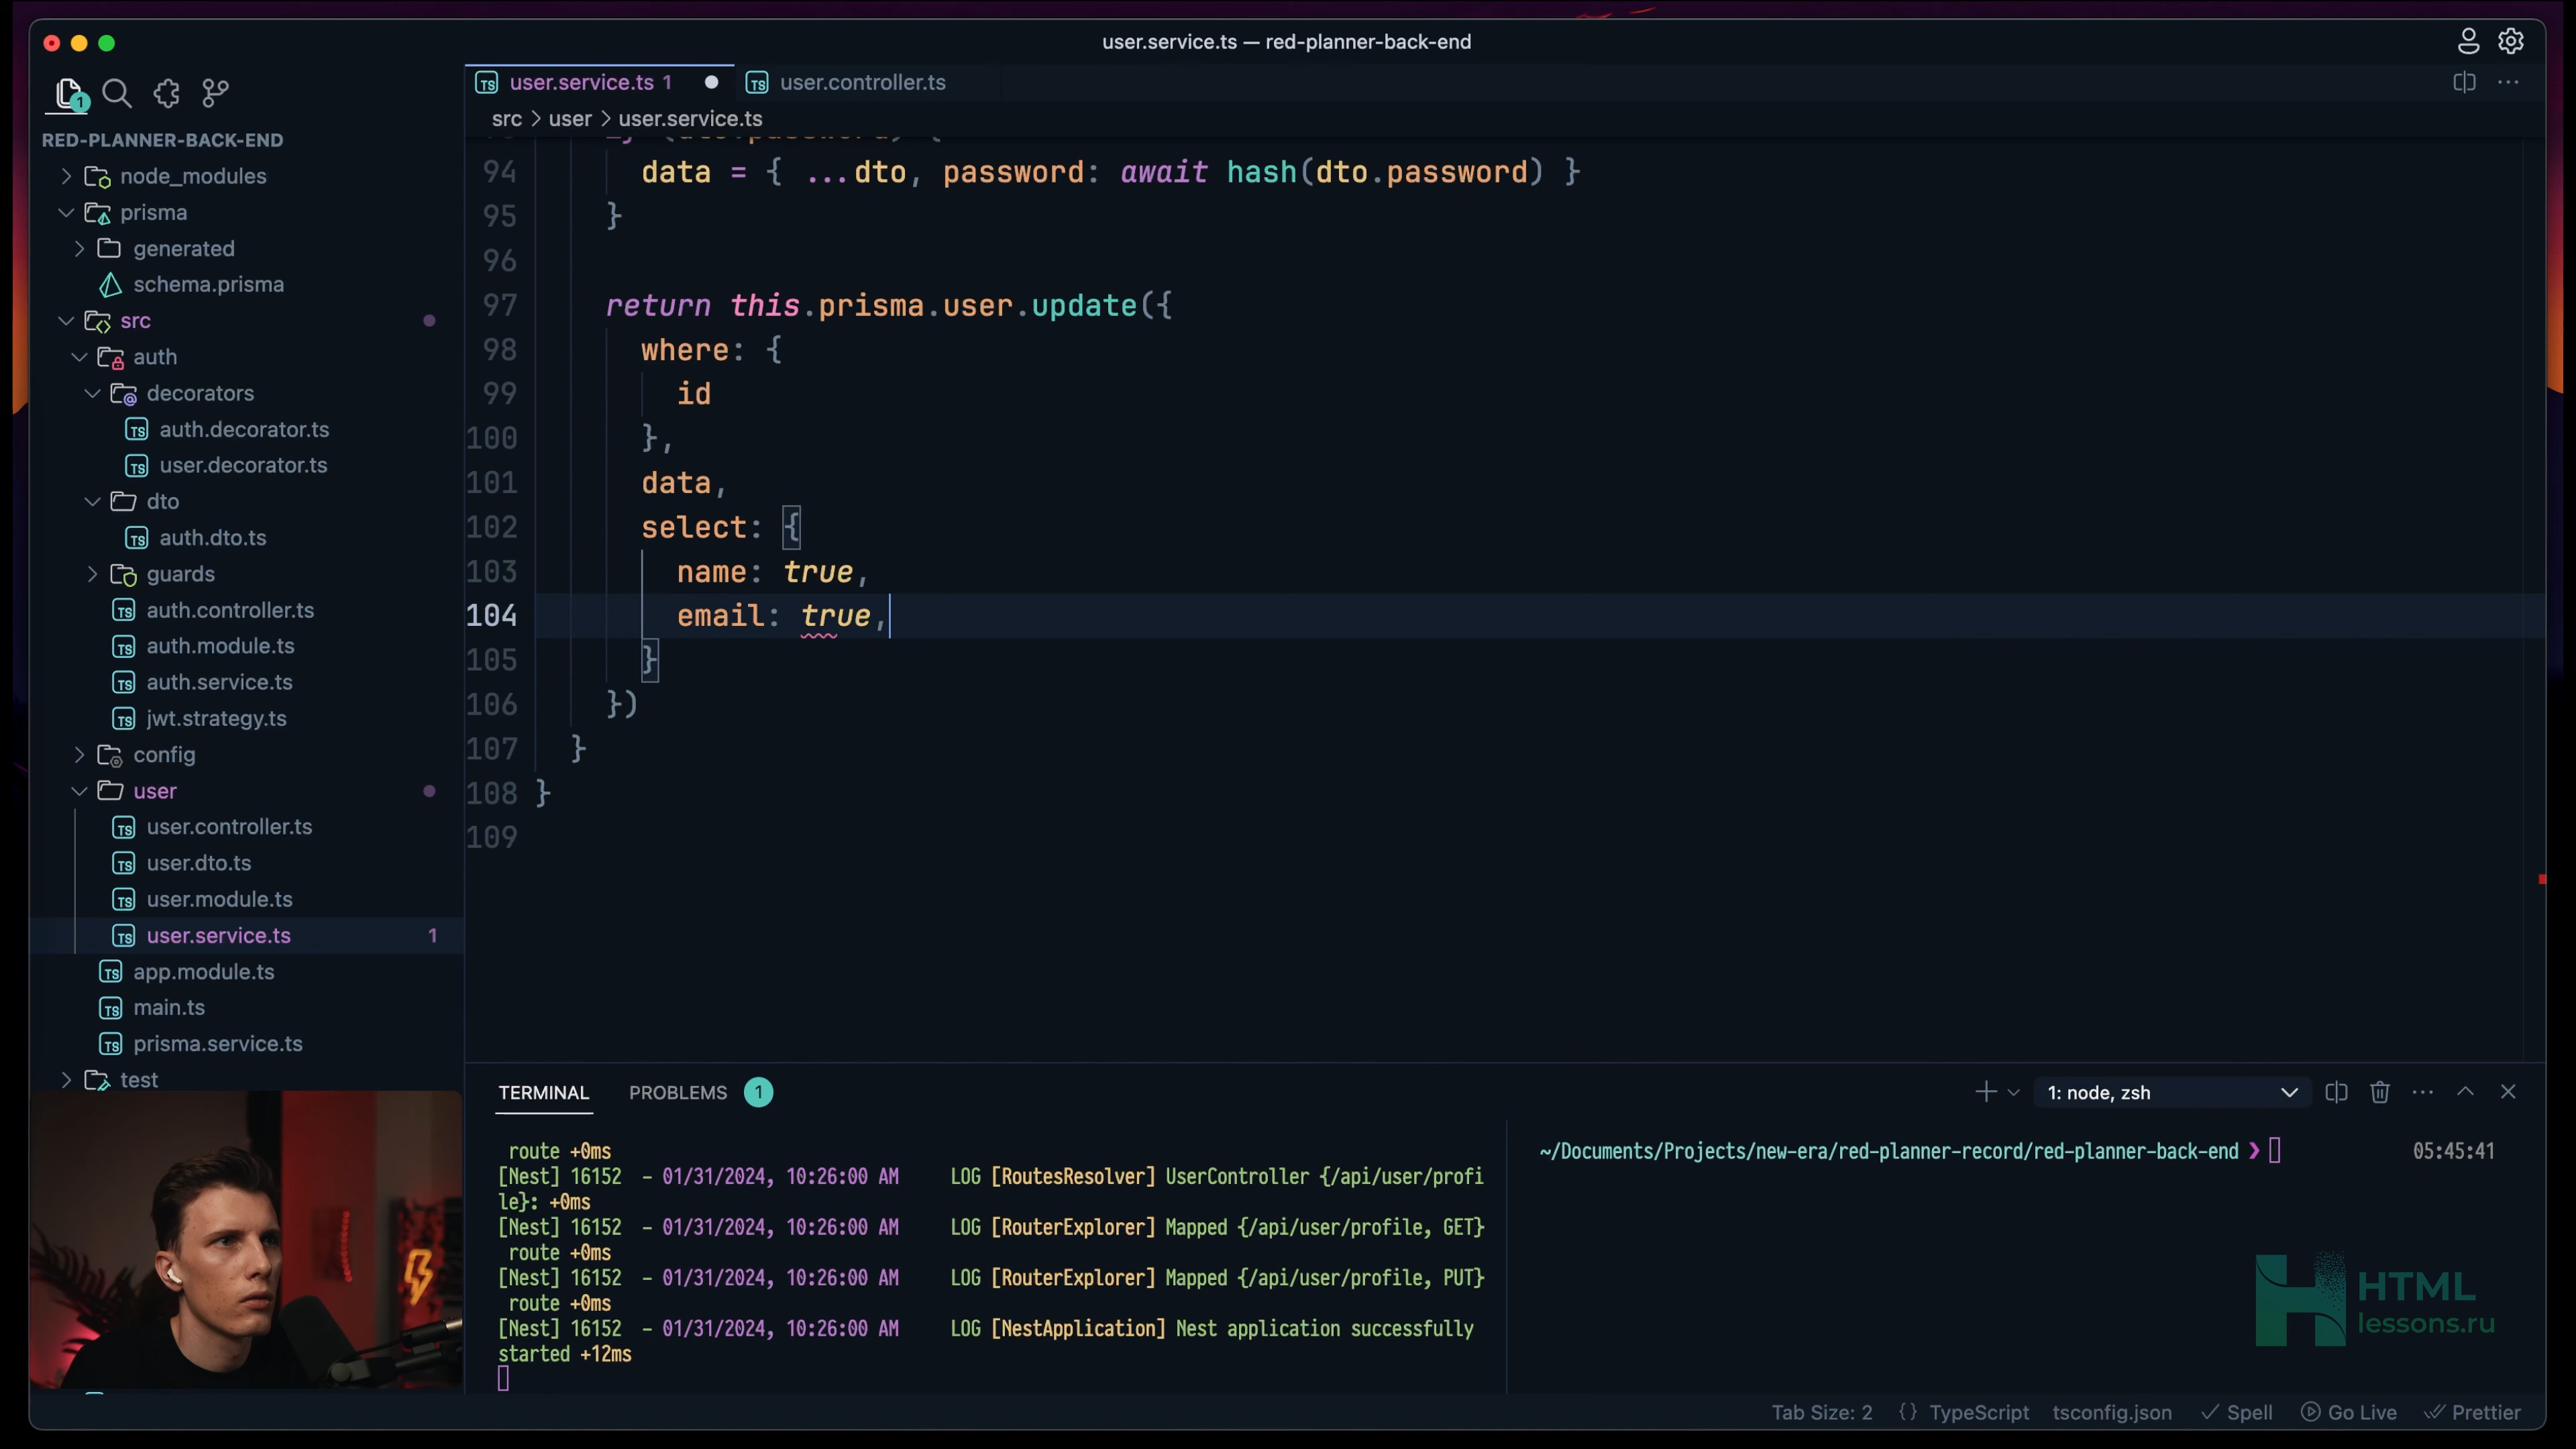 user.service.ts — red-planner-back-end
1
RED-PLANNER-BACK-END
node_modules
prisma
generated
schema.prisma
src
auth
decorators
auth.decorator.ts
user.decorator.ts
dto
auth.dto.ts
guards
auth.controller.ts
auth.module.ts
auth.service.ts
jwt.strategy.ts
config
user
user.controller.ts
user.dto.ts
user.module.ts
user.service.ts 1
app.module.ts
main.ts
prisma.service.ts
test
user.service.ts 1
user.controller.ts
src > user > user.service.ts
94 data = { ...dto, password: await hash(dto.password) }
95 }
96
97 return this.prisma.user.update({
98 where: {
99 id
100 },
101 data,
102 select: {
103 name: true,
104 email: true,
105 }
106 })
107 }
108 }
109
TERMINAL PROBLEMS 1
1: node, zsh
route +0ms
[Nest] 16152 - 01/31/2024, 10:26:00 AM LOG [RoutesResolver] UserController {/api/user/profi
le}: +0ms
[Nest] 16152 - 01/31/2024, 10:26:00 AM LOG [RouterExplorer] Mapped {/api/user/profile, GET}
route +0ms
[Nest] 16152 - 01/31/2024, 10:26:00 AM LOG [RouterExplorer] Mapped {/api/user/profile, PUT}
route +0ms
[Nest] 16152 - 01/31/2024, 10:26:00 AM LOG [NestApplication] Nest application successfully
started +12ms
~/Documents/Projects/new-era/red-planner-record/red-planner-back-end ❯ 05:45:41
HTML
lessons.ru
Tab Size: 2 {} TypeScript tsconfig.json ✓ Spell Go Live Prettier